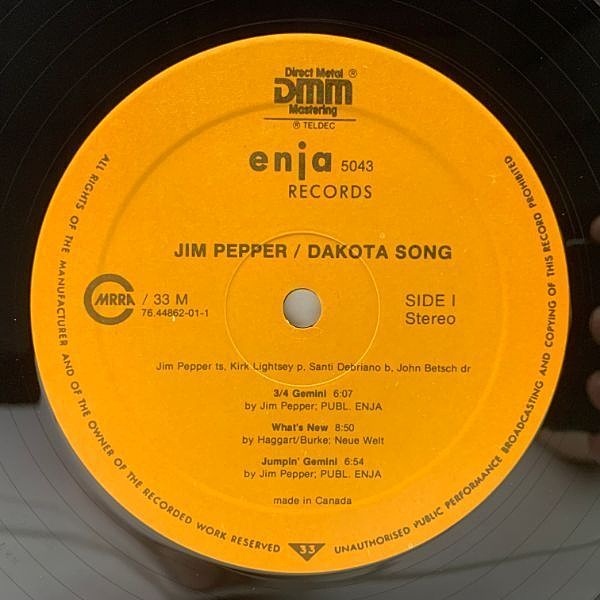 Direct Metal ®
DMM
Mastering
® TELDEC
enja 5043
RECORDS
JIM PEPPER / DAKOTA SONG
CMRRA / 33 M
76.44862-01-1
SIDE I
Stereo
Jim Pepper ts, Kirk Lightsey p, Santi Debriano b, John Betsch dr
3/4 Gemini 6:07
by Jim Pepper; PUBL. ENJA
What's New 8:50
by Haggart/Burke; Neue Welt
Jumpin' Gemini 6:54
by Jim Pepper; PUBL. ENJA
made in Canada
ALL RIGHTS OF THE MANUFACTURER AND OF THE OWNER OF THE RECORDED WORK RESERVED 33 UNAUTHORISED PUBLIC PERFORMANCE BROADCASTING AND COPYING OF THIS RECORD PROHIBITED